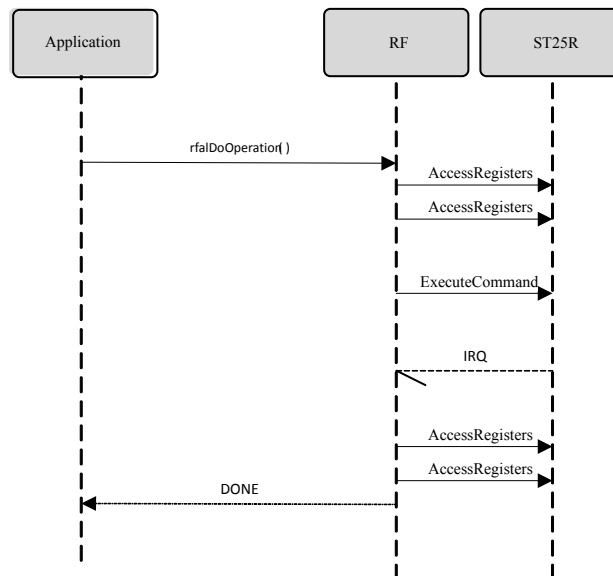 Application
RF
ST25R
rfalDoOperation( )
AccessRegisters
AccessRegisters
ExecuteCommand
IRQ
AccessRegisters
AccessRegisters
DONE